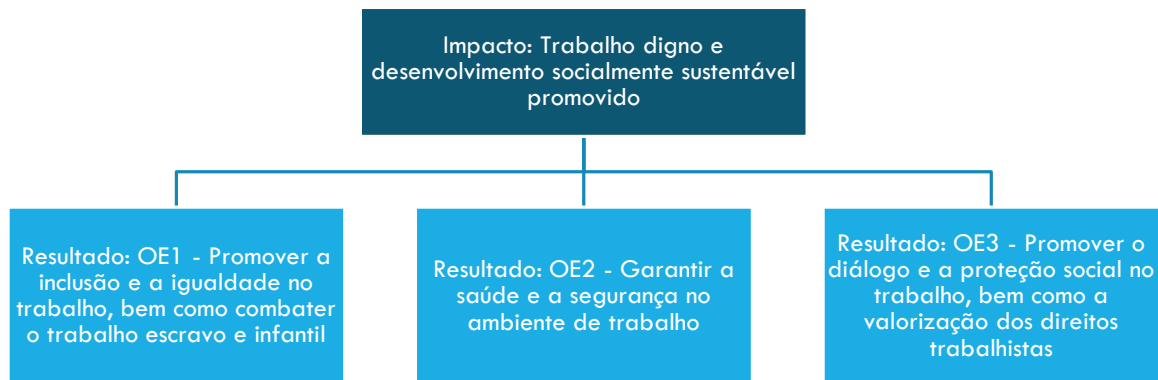 Impacto: Trabalho digno e
desenvolvimento socialmente sustentável
promovido
Resultado: OE1 - Promover a
inclusão e a igualdade no
trabalho, bem como combater
o trabalho escravo e infantil
Resultado: OE2 - Garantir a
saúde e a segurança no
ambiente de trabalho
Resultado: OE3 - Promover o
diálogo e a proteção social no
trabalho, bem como a
valorização dos direitos
trabalhistas